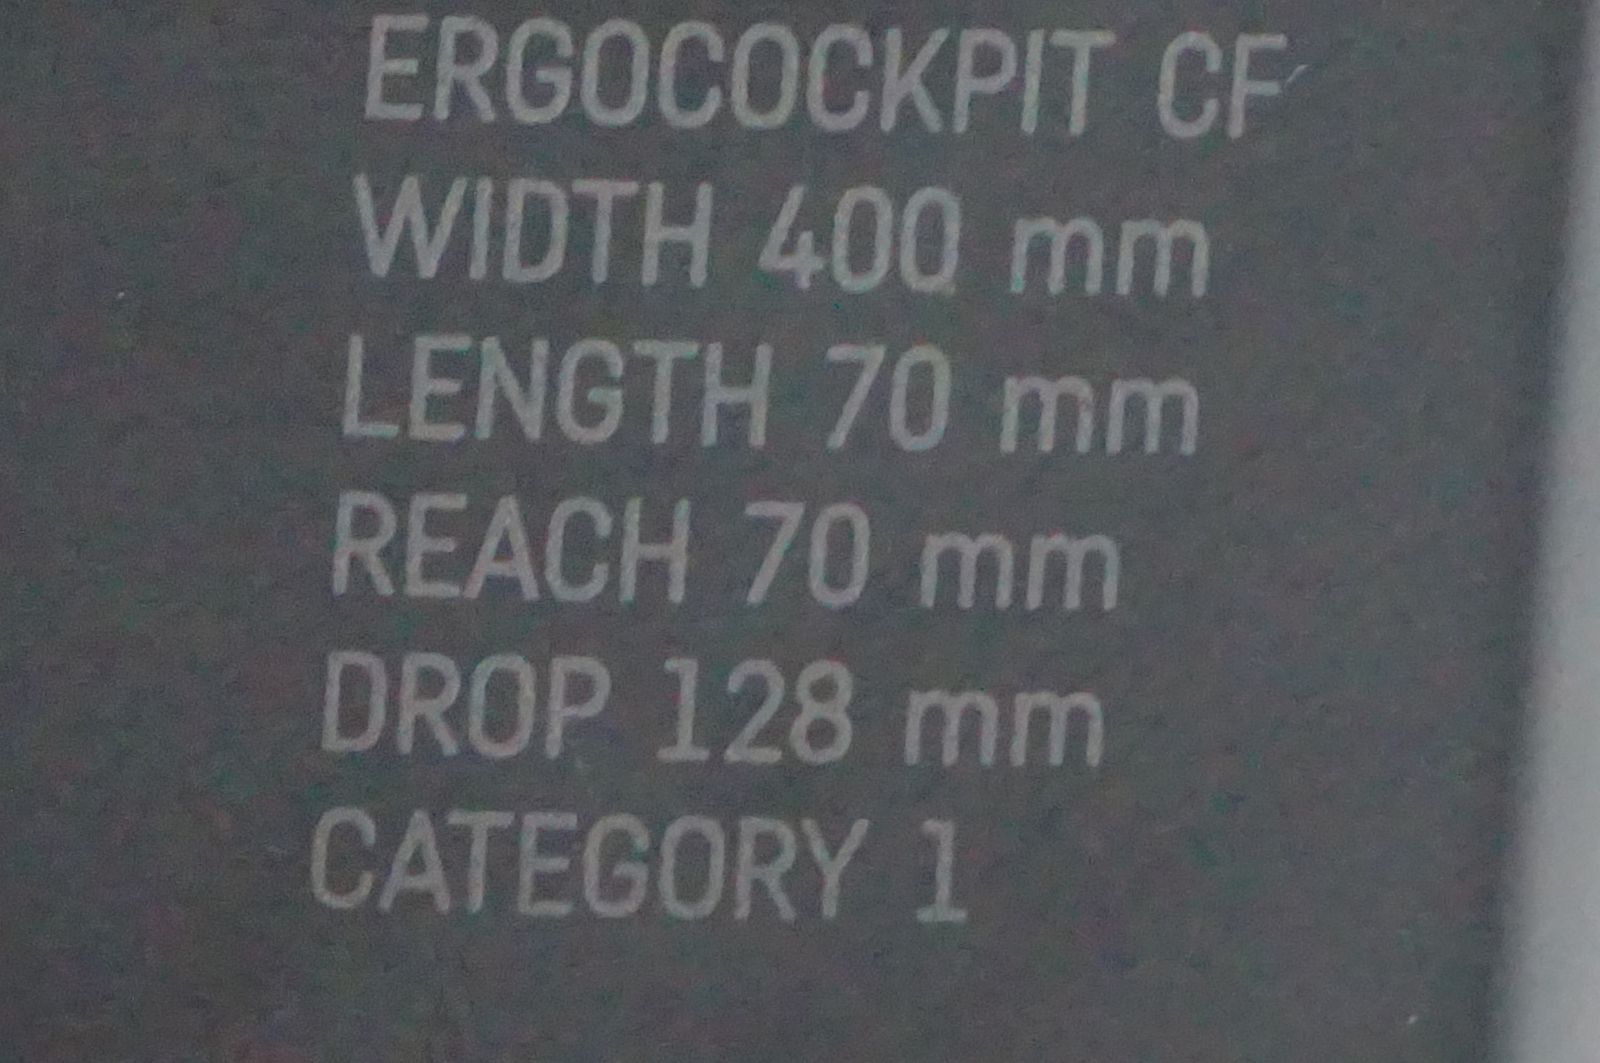 ERGOCOCKPIT CF
WIDTH 400 mm
LENGTH 70 mm
REACH 70 mm
DROP 128 mm
CATEGORY 1